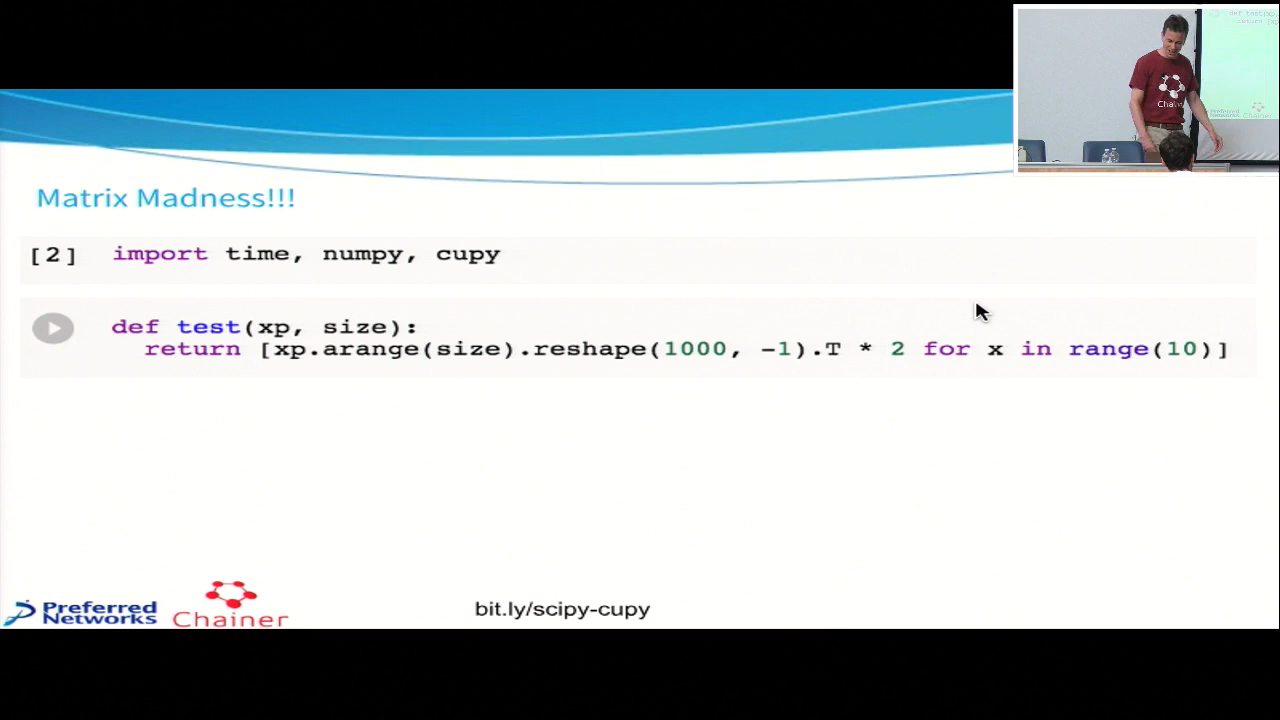 Matrix Madness!!!
[2] import time, numpy, cupy
def test(xp, size):
return [xp.arange(size).reshape(1000, -1).T * 2 for x in range(10)]
Preferred
Networks
Chainer
bit.ly/scipy-cupy